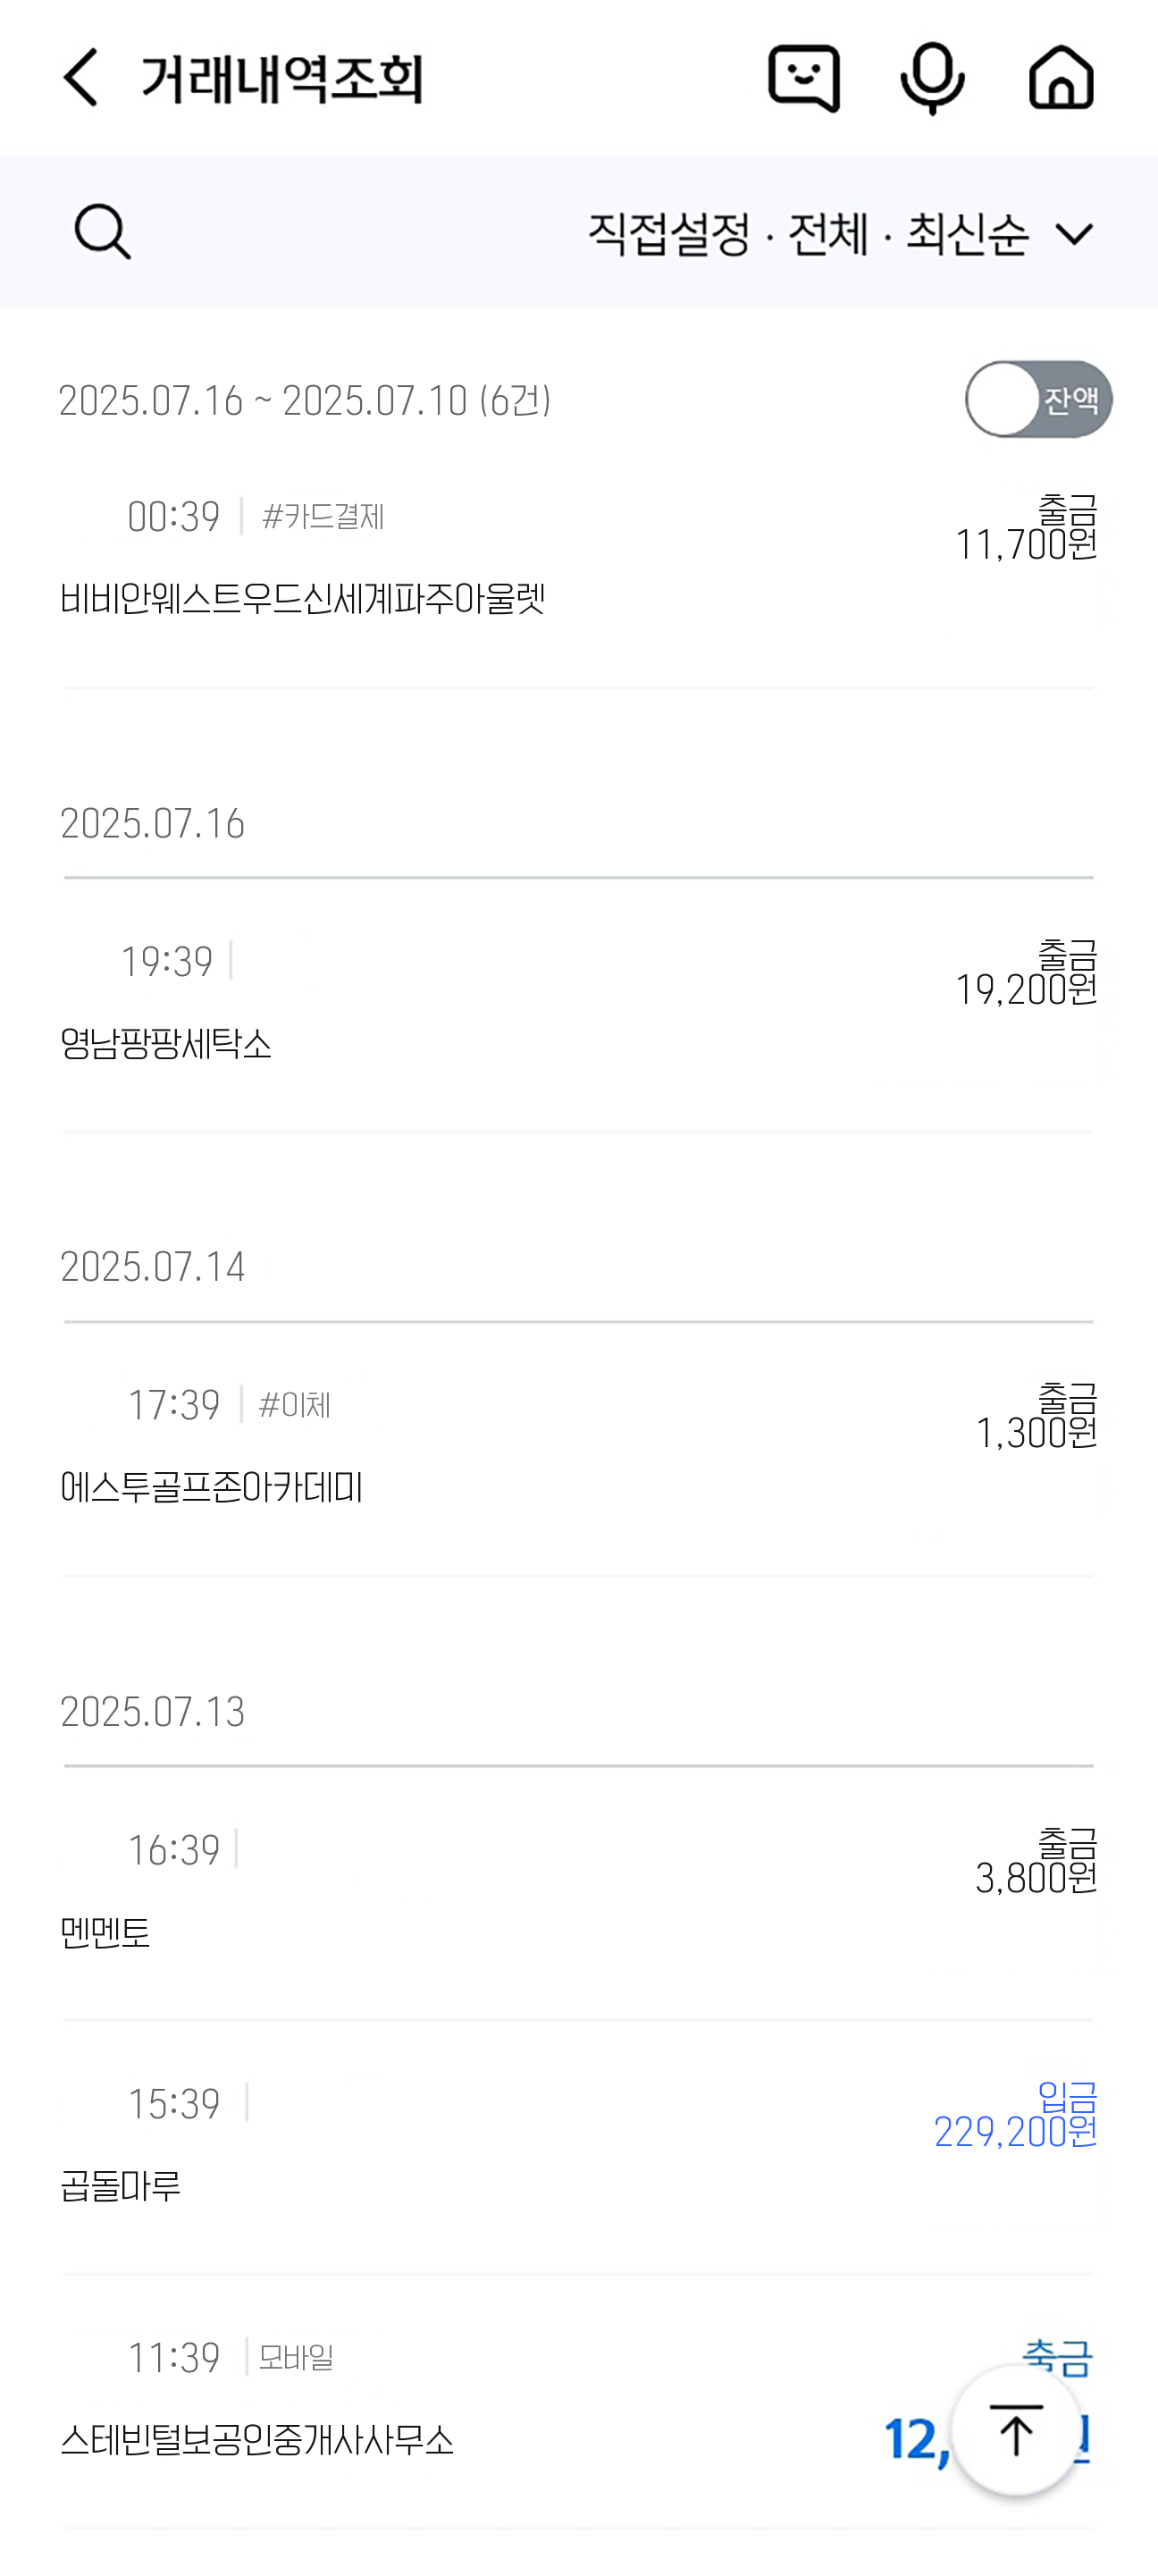 거래내역조회
직접설정 · 전체 · 최신순
2025.07.16 ~ 2025.07.10 (6건)
잔액
00:39 #카드결제
출금
11,700원
비비안웨스트우드신세계파주아울렛
2025.07.16
19:39
출금
19,200원
영남팡팡세탁소
2025.07.14
17:39 #이체
출금
1,300원
에스투골프존아카데미
2025.07.13
16:39
출금
3,800원
멘멘토
15:39
입금
229,200원
곱돌마루
11:39 모바일
스테빈털보공인중개사사무소
12,